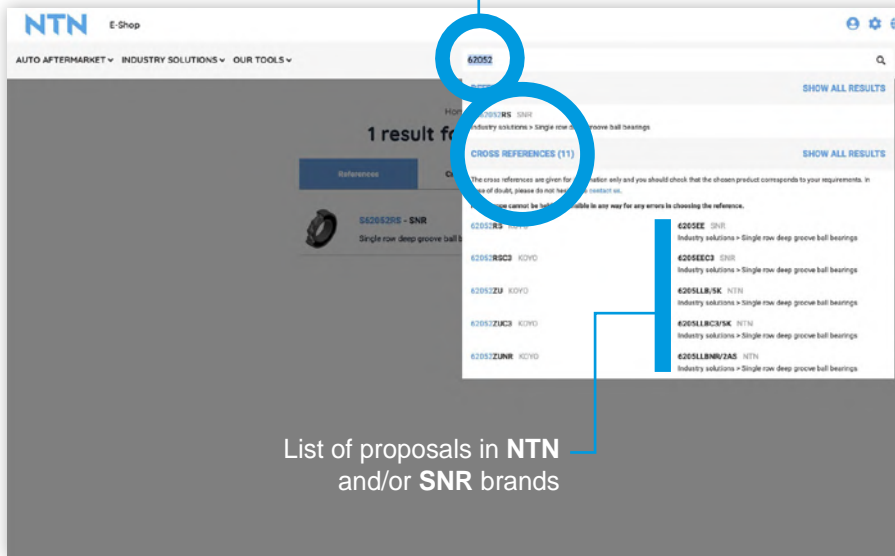 NTN E-Shop
AUTO AFTERMARKET INDUSTRY SOLUTIONS OUR TOOLS
62052
SHOW ALL RESULTS
2052RS SNR
Industry solutions > Single row deep groove ball bearings
1 result fo
CROSS REFERENCES (11) SHOW ALL RESULTS
References
The cross references are given for mation only and you should check that the chosen product corresponds to your requirements. In
of doubt, please do not hes contact us.
cannot be held ible in any way for any errors in choosing the reference.
S62052RS - SNR
Single row deep groove ball b
62052RS
6205EE SNR
Industry solutions > Single row deep groove ball bearings
62052RSC3 KOYO
6205EEC3 SNR
Industry solutions > Single row deep groove ball bearings
62052ZU KOYO
6205LLB/5K NTN
Industry solutions > Single row deep groove ball bearings
62052ZUC3 KOYO
6205LLBC3/5K NTN
Industry solutions > Single row deep groove ball bearings
62052ZUNR KOYO
6205LLBNR/2AS NTN
Industry solutions > Single row deep groove ball bearings
List of proposals in NTN
and/or SNR brands